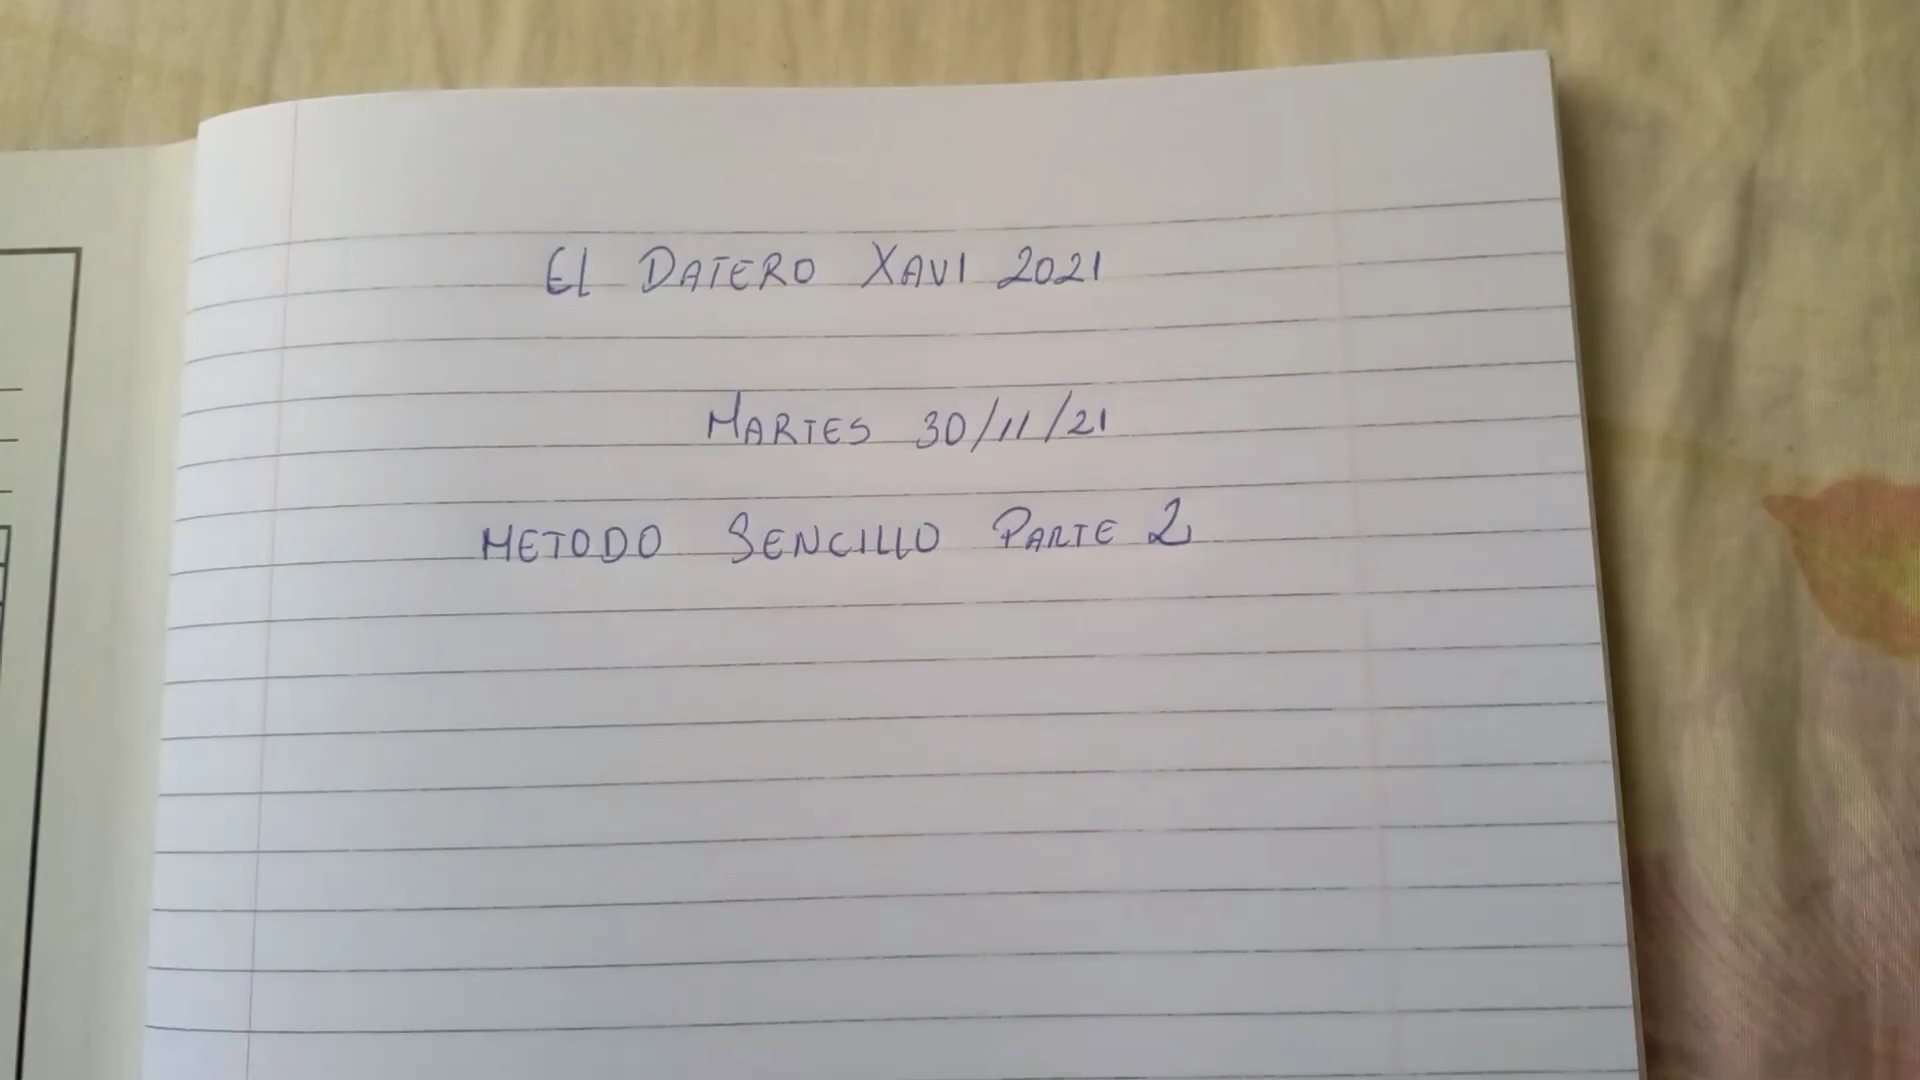 El DATERO XAVI 2021
MARTES 30/11/21
METODO SENCILLO PARTE 2